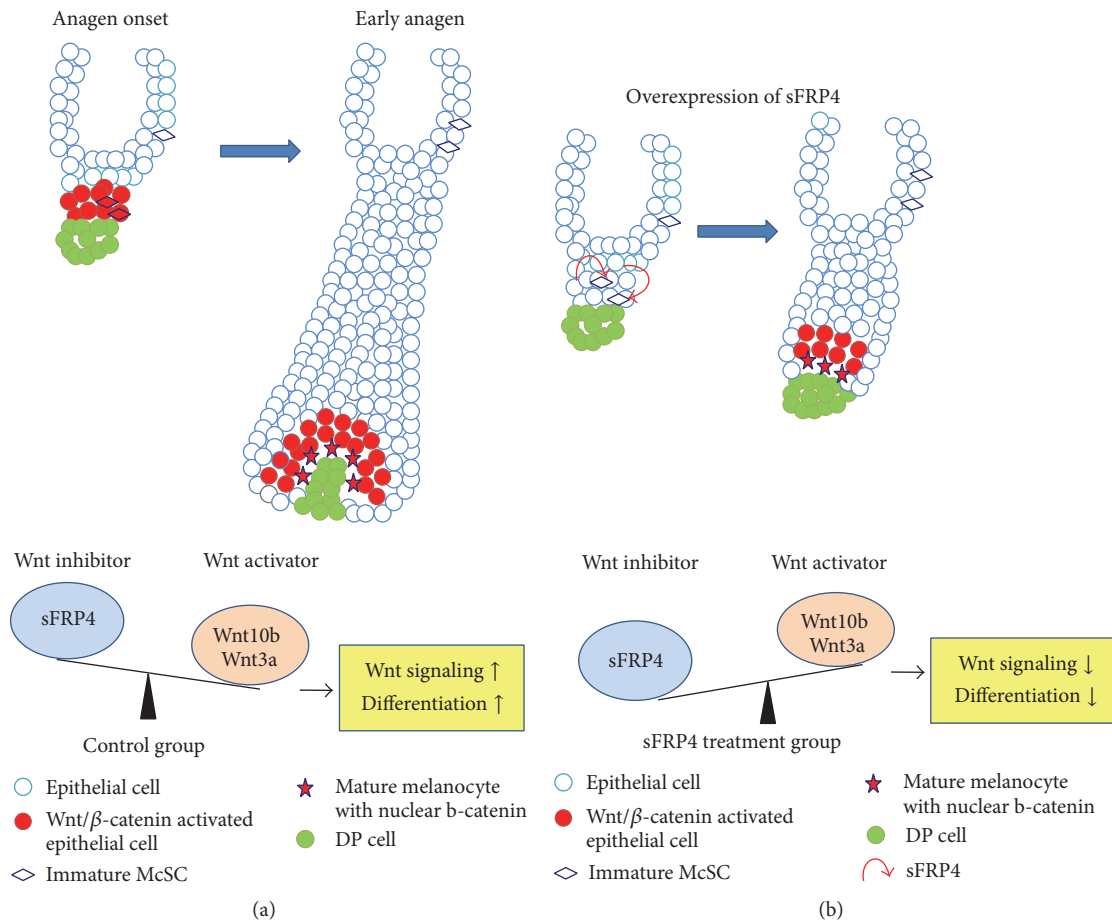 Anagen onset
Early anagen
Wnt inhibitor
Wnt activator
sFRP4
Wnt10b
Wnt3a
Wnt signaling ↑
Differentiation ↑
Control group
Epithelial cell
Wnt/β-catenin activated
epithelial cell
Immature McSC
Mature melanocyte
with nuclear b-catenin
DP cell
(a)
Overexpression of sFRP4
Wnt inhibitor
Wnt activator
sFRP4
Wnt10b
Wnt3a
Wnt signaling ↓
Differentiation ↓
sFRP4 treatment group
Epithelial cell
Wnt/β-catenin activated
epithelial cell
Immature McSC
Mature melanocyte
with nuclear b-catenin
DP cell
sFRP4
(b)